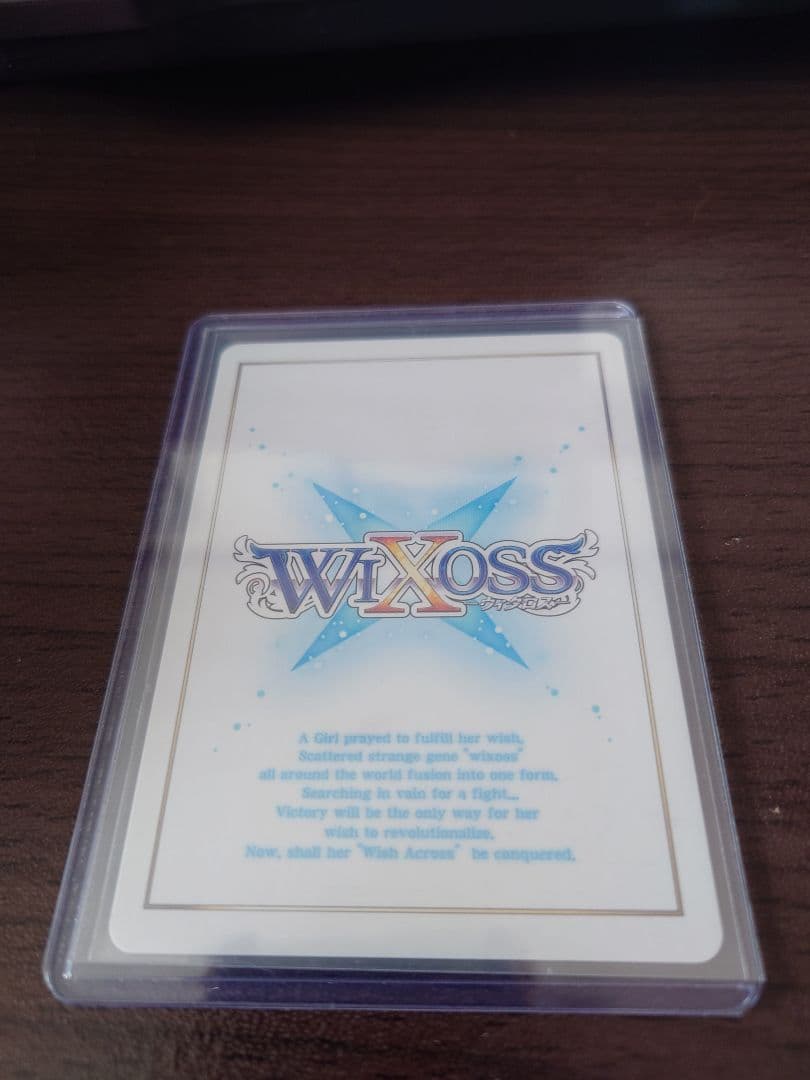 WIXOSS
ーウィクロスー
A Girl prayed to fulfill her wish,
Scattered strange gene "wixoss"
all around the world fusion into one form.
Searching in vain for a fight...
Victory will be the only way for her
wish to revolutionalize.
Now, shall her "Wish Across" be conquered.